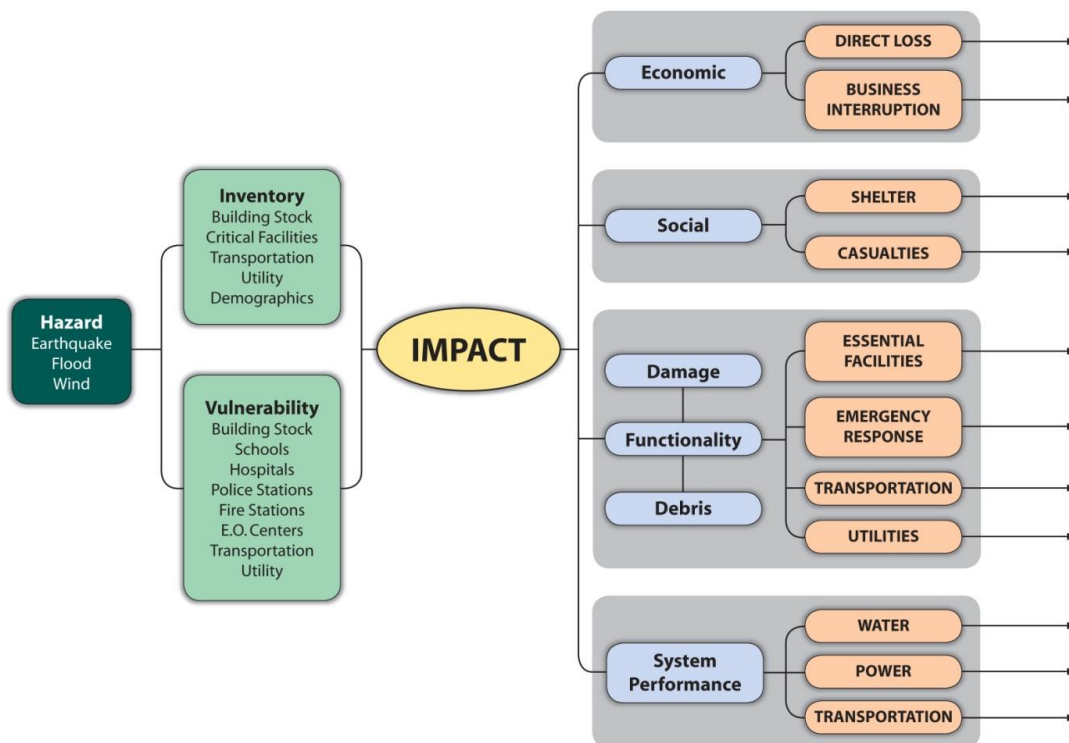 Hazard
Earthquake
Flood
Wind
Inventory
Building Stock
Critical Facilities
Transportation
Utility
Demographics
Vulnerability
Building Stock
Schools
Hospitals
Police Stations
Fire Stations
E.O. Centers
Transportation
Utility
IMPACT
Economic
DIRECT LOSS
BUSINESS
INTERRUPTION
Social
SHELTER
CASUALTIES
Damage
Functionality
Debris
ESSENTIAL
FACILITIES
EMERGENCY
RESPONSE
TRANSPORTATION
UTILITIES
System
Performance
WATER
POWER
TRANSPORTATION